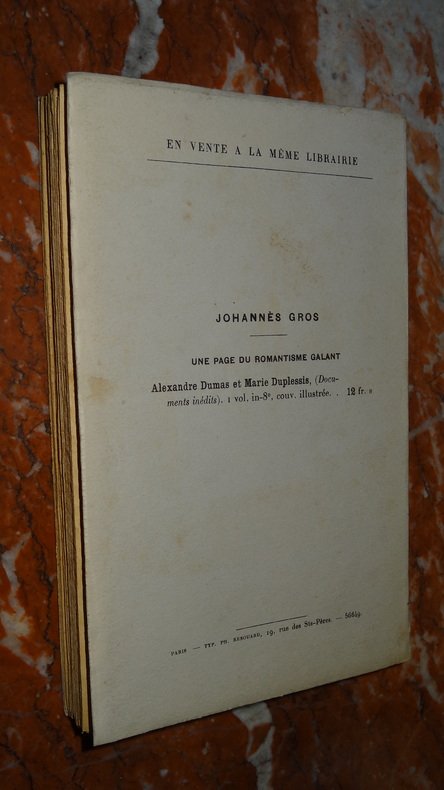 EN VENTE A LA MÊME LIBRAIRIE
JOHANNÈS GROS
UNE PAGE DU ROMANTISME GALANT
Alexandre Dumas et Marie Duplessis, (Docu-
ments inédits). 1 vol. in-8°, couv. illustrée. . 12 fr. »
PARIS — TYP. PH. RENOUARD, 19, rue des Sts-Pères. —